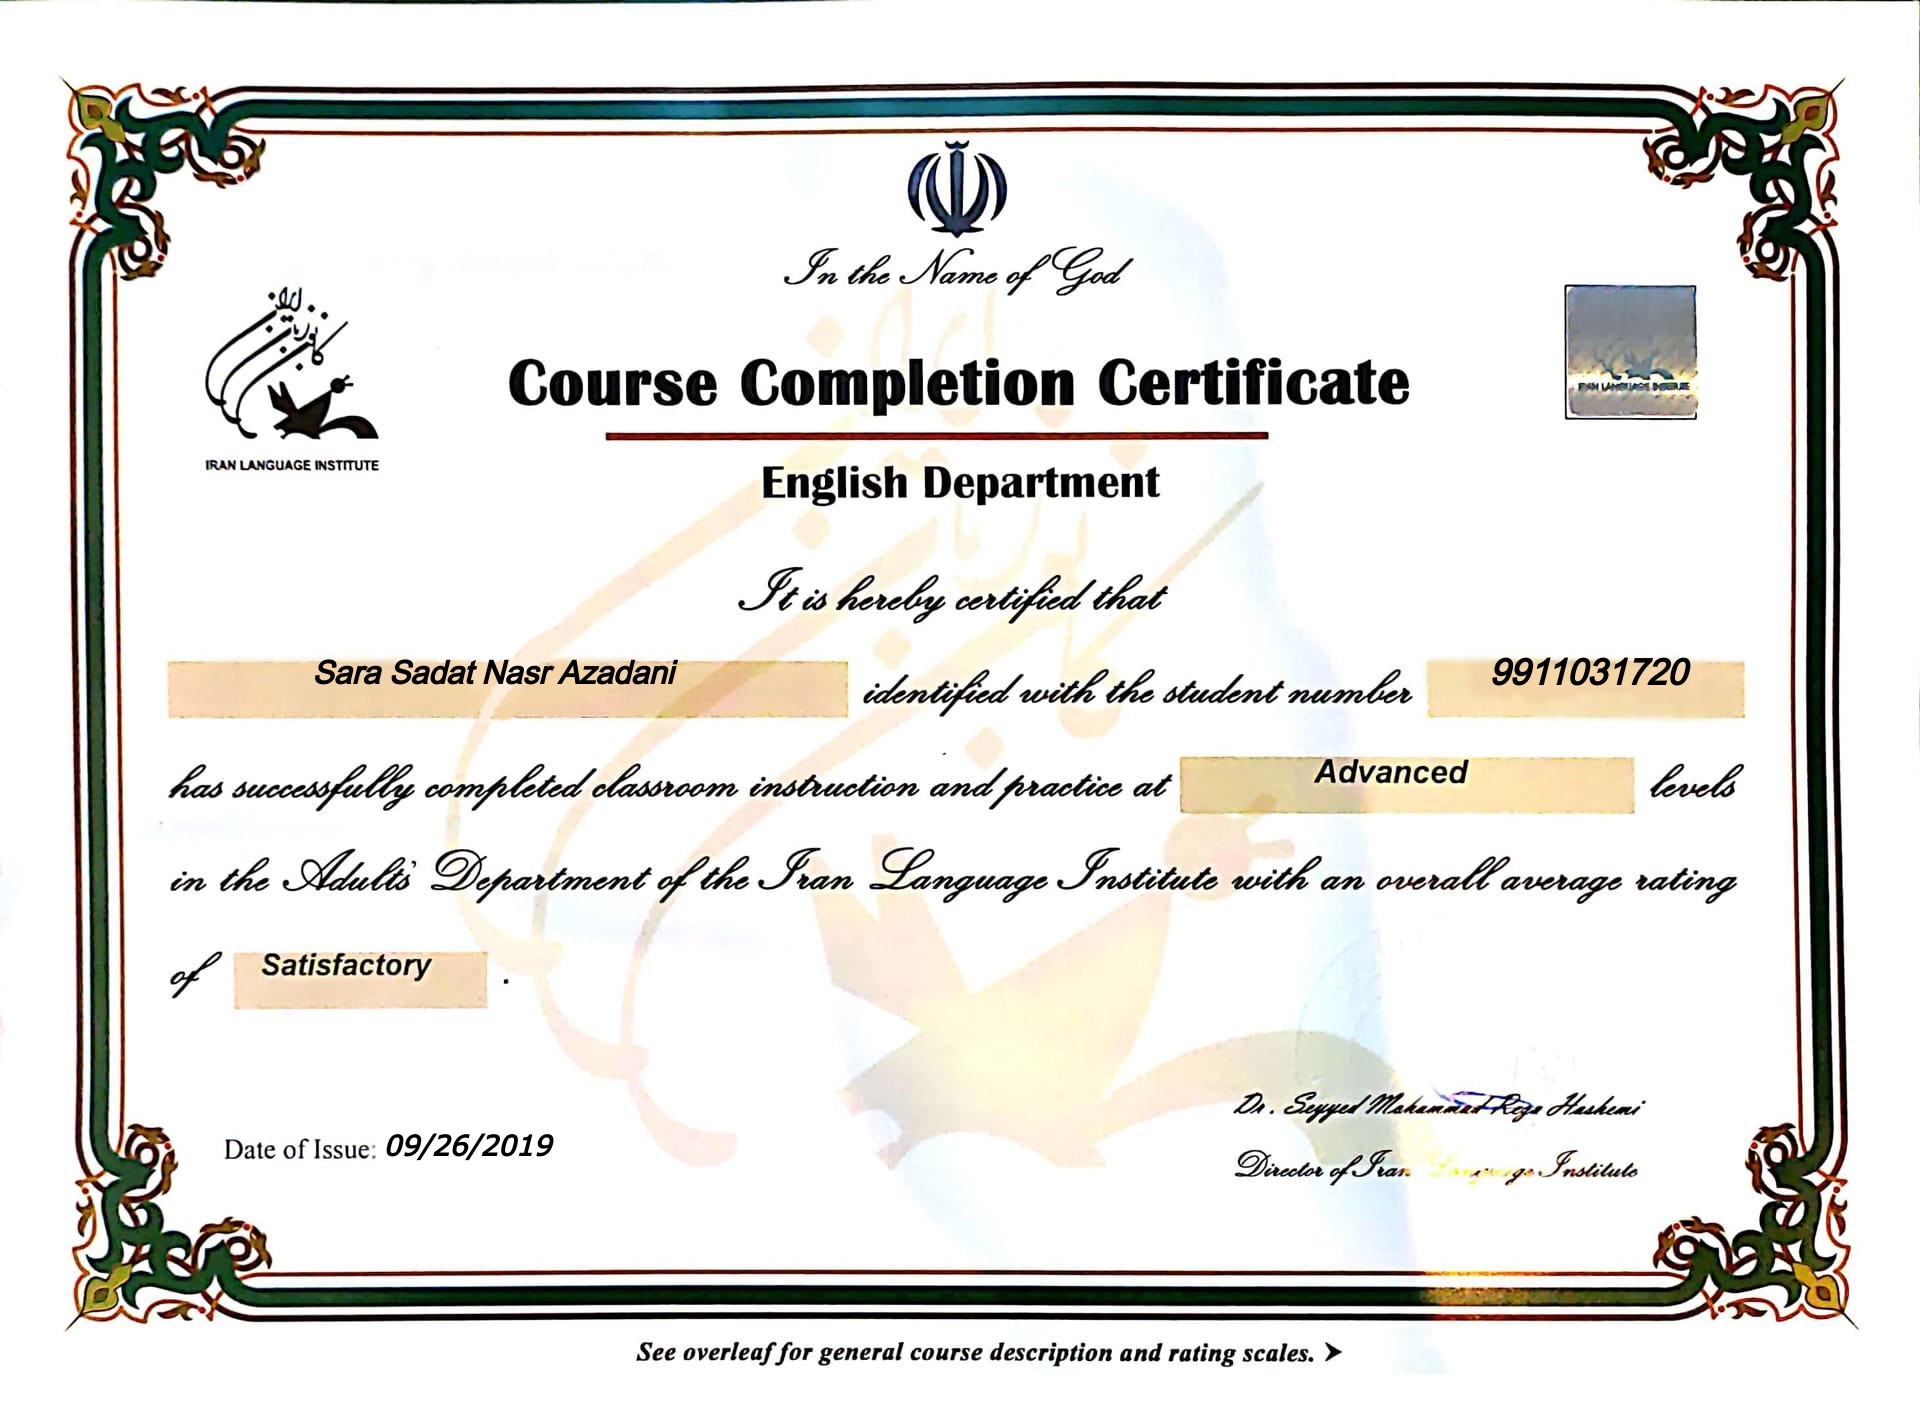 In the Name of God
کانون زبان ایران
IRAN LANGUAGE INSTITUTE
IRAN LANGUAGE INSTITUTE
Course Completion Certificate
English Department
It is hereby certified that
Sara Sadat Nasr Azadani identified with the student number 9911031720
has successfully completed classroom instruction and practice at Advanced levels
in the Adults' Department of the Iran Language Institute with an overall average rating
of Satisfactory .
Dr. Seyyed Mohammad Reza Hashemi
Date of Issue: 09/26/2019
Director of Iran Language Institute
See overleaf for general course description and rating scales. ➤